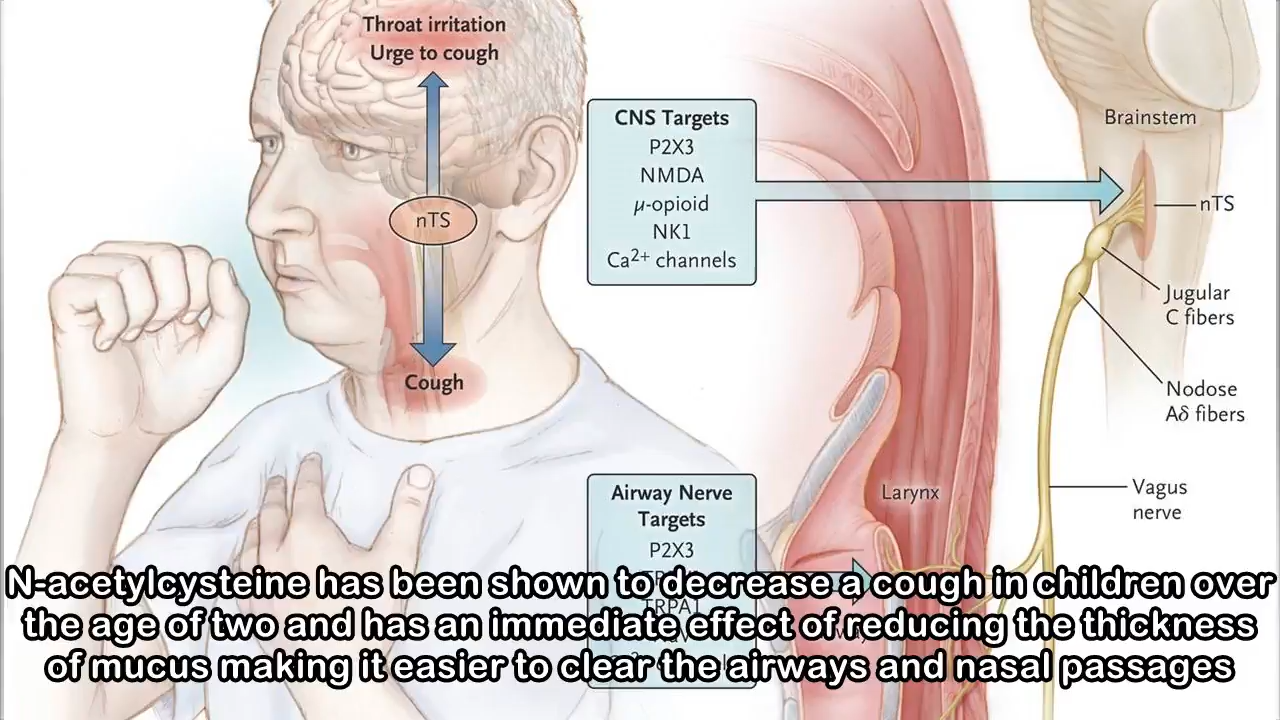 Throat irritation
Urge to cough
nTS
Cough
CNS Targets
P2X3
NMDA
μ-opioid
NK1
Ca2+ channels
Brainstem
nTS
Jugular
C fibers
Nodose
Aδ fibers
Vagus
nerve
Larynx
Airway Nerve
Targets
P2X3
TRPA1
N-acetylcysteine has been shown to decrease a cough in children over
the age of two and has an immediate effect of reducing the thickness
of mucus making it easier to clear the airways and nasal passages